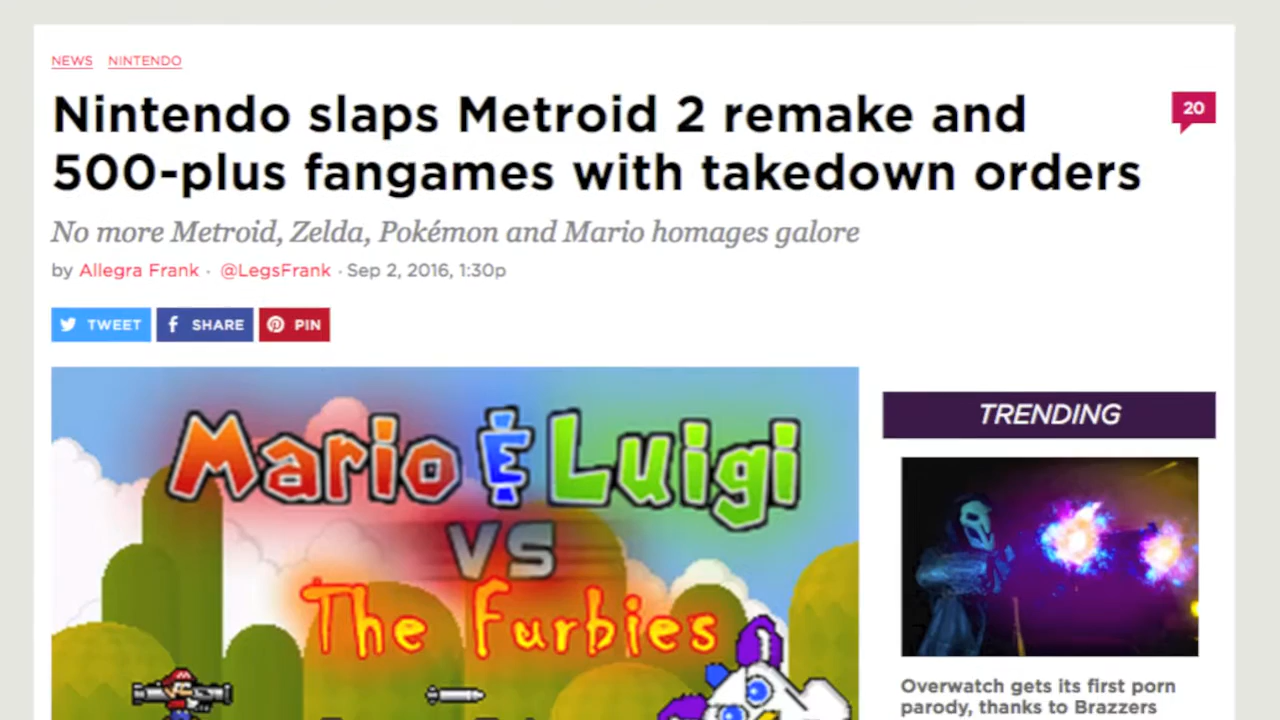 NEWS NINTENDO
Nintendo slaps Metroid 2 remake and
500-plus fangames with takedown orders
20
No more Metroid, Zelda, Pokémon and Mario homages galore
by Allegra Frank · @LegsFrank · Sep 2, 2016, 1:30p
TWEET SHARE PIN
Mario & Luigi
VS
The Furbies
TRENDING
Overwatch gets its first porn
parody, thanks to Brazzers